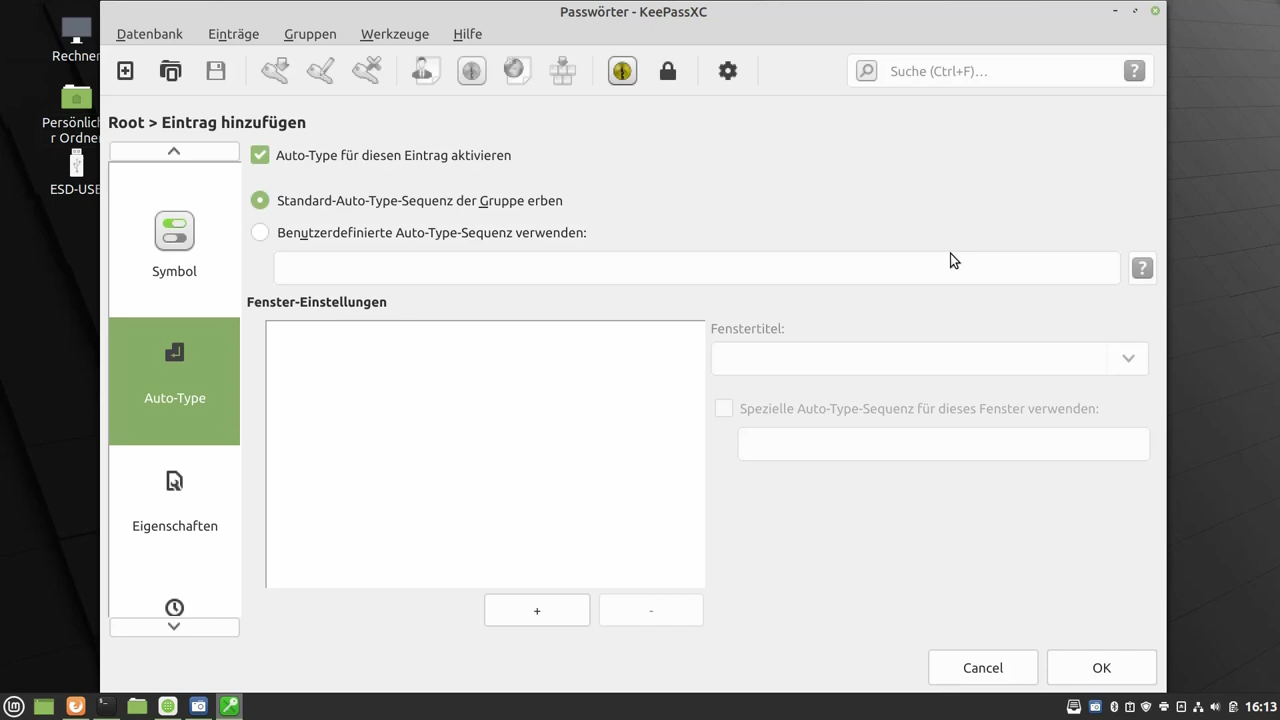 Passwörter - KeePassXC
Datenbank Einträge Gruppen Werkzeuge Hilfe
Suche (Ctrl+F)...
?
Rechner
Persönlich
r Ordner
ESD-USB
Root > Eintrag hinzufügen
Symbol
Auto-Type
Eigenschaften
Auto-Type für diesen Eintrag aktivieren
Standard-Auto-Type-Sequenz der Gruppe erben
Benutzerdefinierte Auto-Type-Sequenz verwenden:
?
Fenster-Einstellungen
Fenstertitel:
Spezielle Auto-Type-Sequenz für dieses Fenster verwenden:
+ -
Cancel OK
16:13